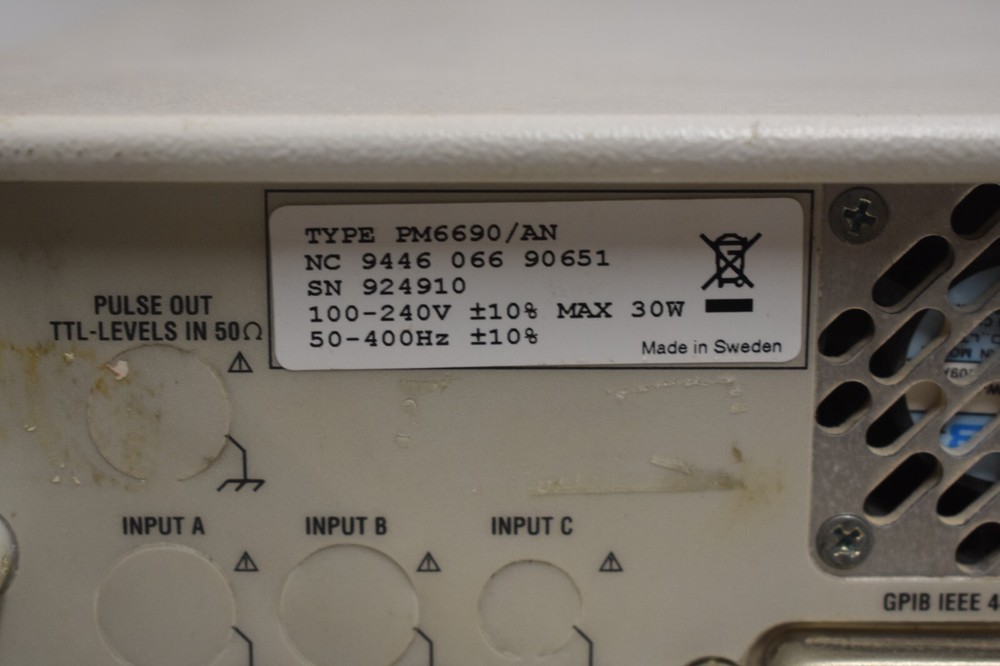 TYPE PM6690/AN
NC 9446 066 90651
SN 924910
100-240V ±10% MAX 30W
50-400Hz ±10%
Made in Sweden
PULSE OUT
TTL-LEVELS IN 50Ω
INPUT A
INPUT B
INPUT C
GPIB IEEE 4